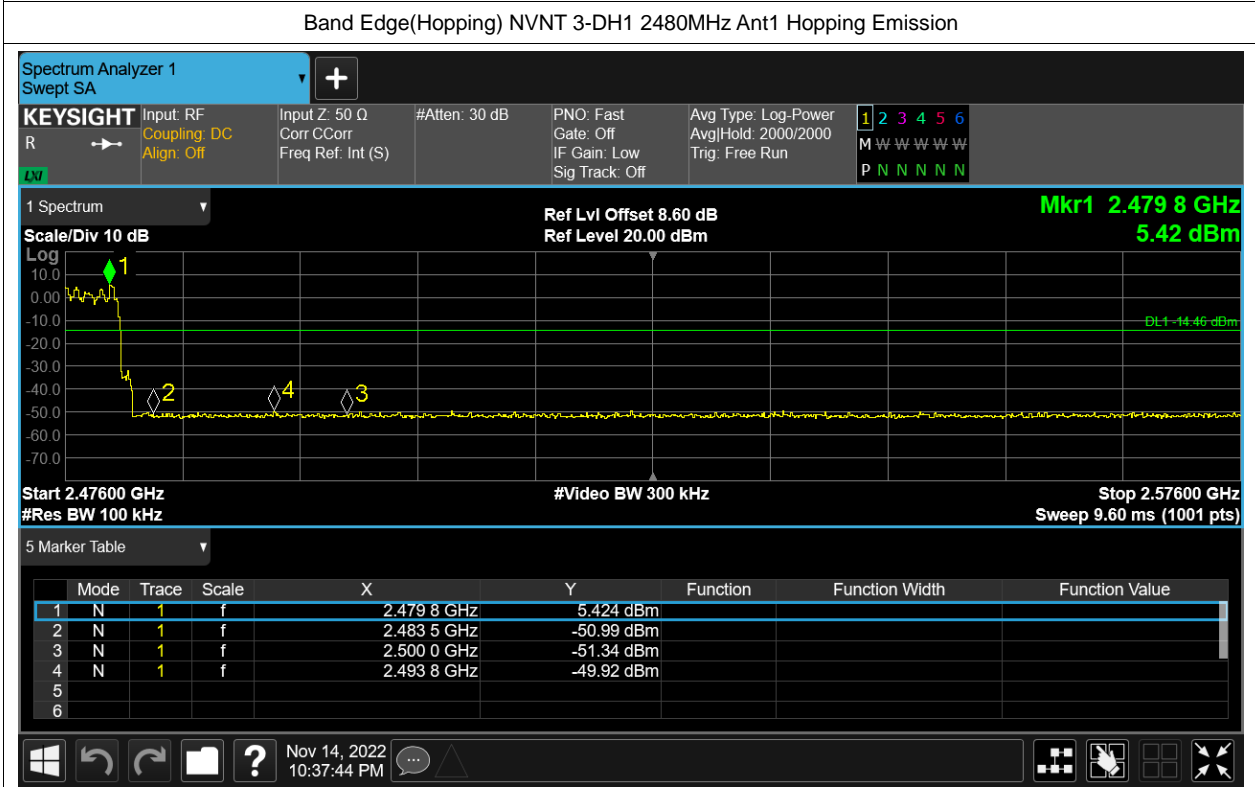 Band Edge(Hopping) NVNT 3-DH1 2480MHz Ant1 Hopping Emission
Spectrum Analyzer 1
Swept SA
+
KEYSIGHT
R
LXI
Input: RF
Coupling: DC
Align: Off
Input Z: 50 Ω
Corr CCorr
Freq Ref: Int (S)
#Atten: 30 dB
PNO: Fast
Gate: Off
IF Gain: Low
Sig Track: Off
Avg Type: Log-Power
Avg|Hold: 2000/2000
Trig: Free Run
1 2 3 4 5 6
M W W W W W
P N N N N N
1 Spectrum
Scale/Div 10 dB
Ref Lvl Offset 8.60 dB
Ref Level 20.00 dBm
Mkr1 2.479 8 GHz
5.42 dBm
Log
10.0
0.00
-10.0
-20.0
-30.0
-40.0
-50.0
-60.0
-70.0
1
DL1 -14.46 dBm
2
4
3
Start 2.47600 GHz
#Video BW 300 kHz
Stop 2.57600 GHz
#Res BW 100 kHz
Sweep 9.60 ms (1001 pts)
5 Marker Table
Mode Trace Scale X Y Function Function Width Function Value
1 N 1 f 2.479 8 GHz 5.424 dBm
2 N 1 f 2.483 5 GHz -50.99 dBm
3 N 1 f 2.500 0 GHz -51.34 dBm
4 N 1 f 2.493 8 GHz -49.92 dBm
5
6
?
Nov 14, 2022
10:37:44 PM